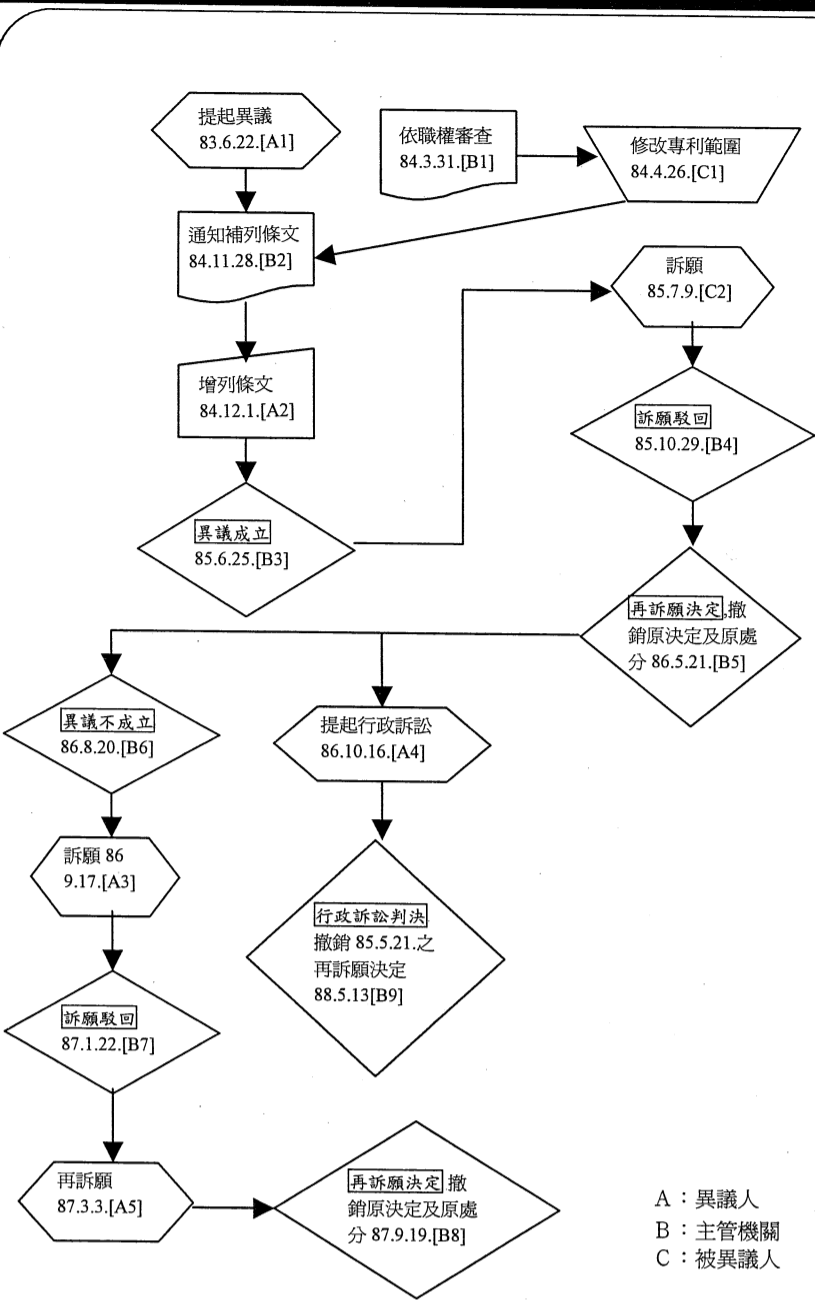 提起異議
83.6.22.[A1]
依職權審查
84.3.31.[B1]
修改專利範圍
84.4.26.[C1]
通知補列條文
84.11.28.[B2]
訴願
85.7.9.[C2]
增列條文
84.12.1.[A2]
訴願駁回
85.10.29.[B4]
異議成立
85.6.25.[B3]
再訴願決定,撤
銷原決定及原處
分 86.5.21.[B5]
異議不成立
86.8.20.[B6]
提起行政訴訟
86.10.16.[A4]
訴願 86
9.17.[A3]
行政訴訟判決
撤銷 85.5.21.之
再訴願決定
88.5.13[B9]
訴願駁回
87.1.22.[B7]
再訴願
87.3.3.[A5]
再訴願決定 撤
銷原決定及原處
分 87.9.19.[B8]
A：異議人
B：主管機關
C：被異議人